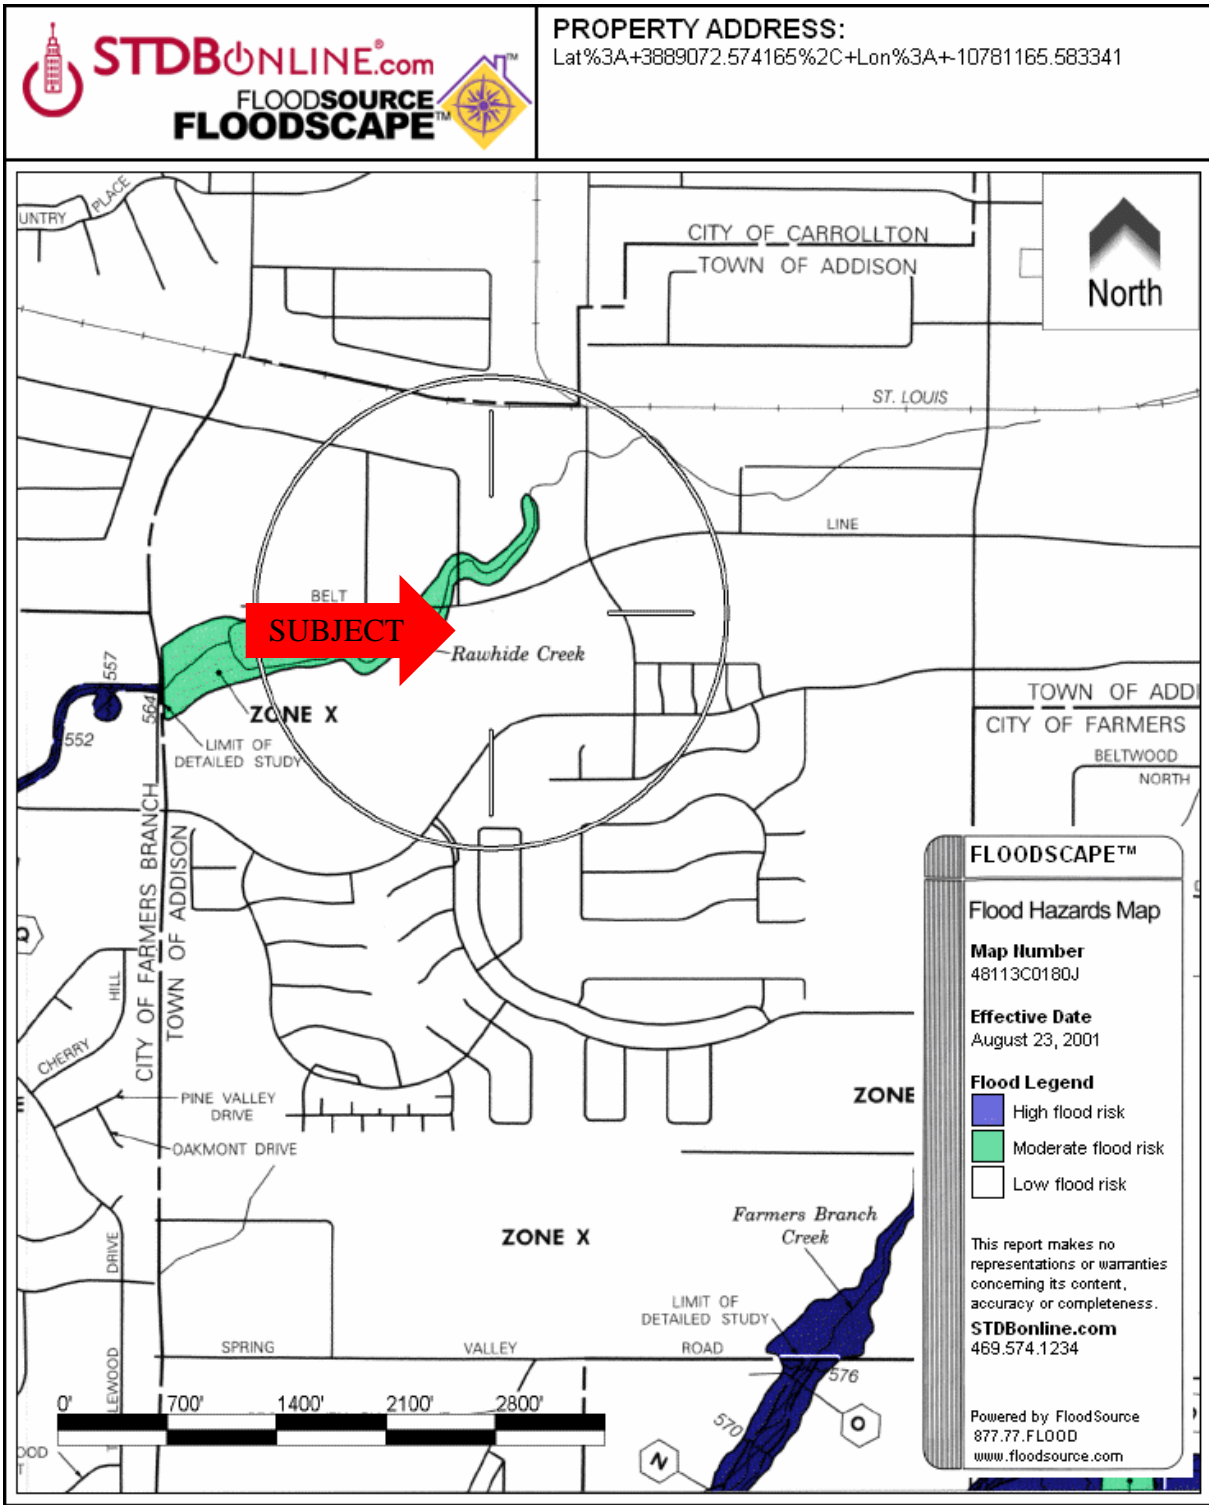 STDBONLINE.com
FLOODSOURCE
FLOODSCAPE™
PROPERTY ADDRESS:
Lat%3A+3889072.574165%2C+Lon%3A+-10781165.583341
UNTRY PLACE
CITY OF CARROLLTON
TOWN OF ADDISON
North
ST. LOUIS
LINE
BELT
SUBJECT
Rawhide Creek
557
564
552
ZONE X
LIMIT OF
DETAILED STUDY
TOWN OF ADDI
CITY OF FARMERS
BELTWOOD
NORTH
CITY OF FARMERS BRANCH
TOWN OF ADDISON
Q
HILL
CHERRY
PINE VALLEY
DRIVE
OAKMONT DRIVE
ZONE
ZONE X
Farmers Branch
Creek
LIMIT OF
DETAILED STUDY
DRIVE
LEWOOD
SPRING
VALLEY
ROAD
576
570
O
N
0' 700' 1400' 2100' 2800'
OOD
T
FLOODSCAPE™
Flood Hazards Map
Map Number
48113C0180J
Effective Date
August 23, 2001
Flood Legend
High flood risk
Moderate flood risk
Low flood risk
This report makes no
representations or warranties
concerning its content,
accuracy or completeness.
STDBonline.com
469.574.1234
Powered by FloodSource
877.77.FLOOD
www.floodsource.com